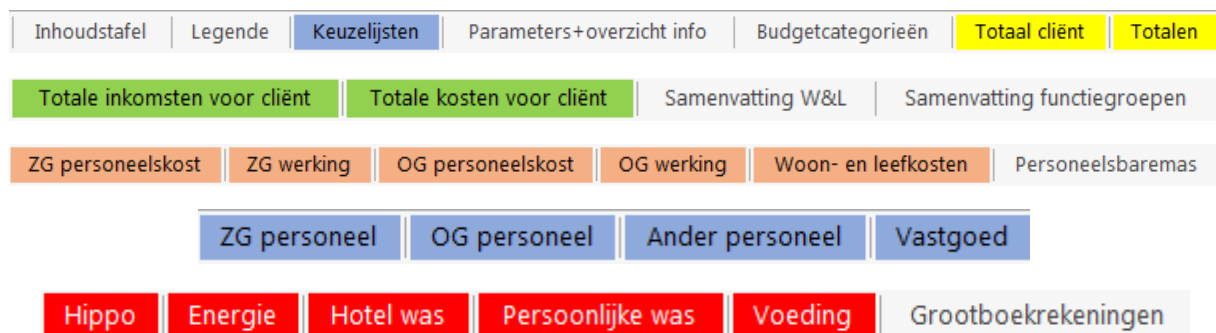 Inhoudstafel Legende Keuzelijsten Parameters+overzicht info Budgetcategorieën Totaal cliënt Totalen
Totale inkomsten voor cliënt Totale kosten voor cliënt Samenvatting W&L Samenvatting functiegroepen
ZG personeelskost ZG werking OG personeelskost OG werking Woon- en leefkosten Personeelsbaremas
ZG personeel OG personeel Ander personeel Vastgoed
Hippo Energie Hotel was Persoonlijke was Voeding Grootboekrekeningen